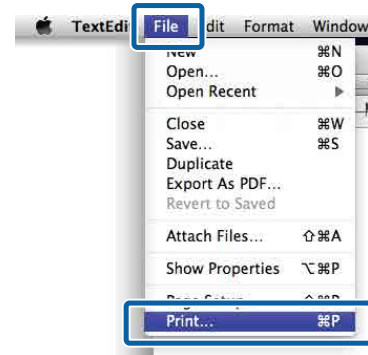 TextEdi File dit Format Window
New ⌘N
Open... ⌘O
Open Recent ▶
Close ⌘W
Save... ⌘S
Duplicate
Export As PDF...
Revert to Saved
Attach Files... ⇧⌘A
Show Properties ⌥⌘P
Print... ⌘P